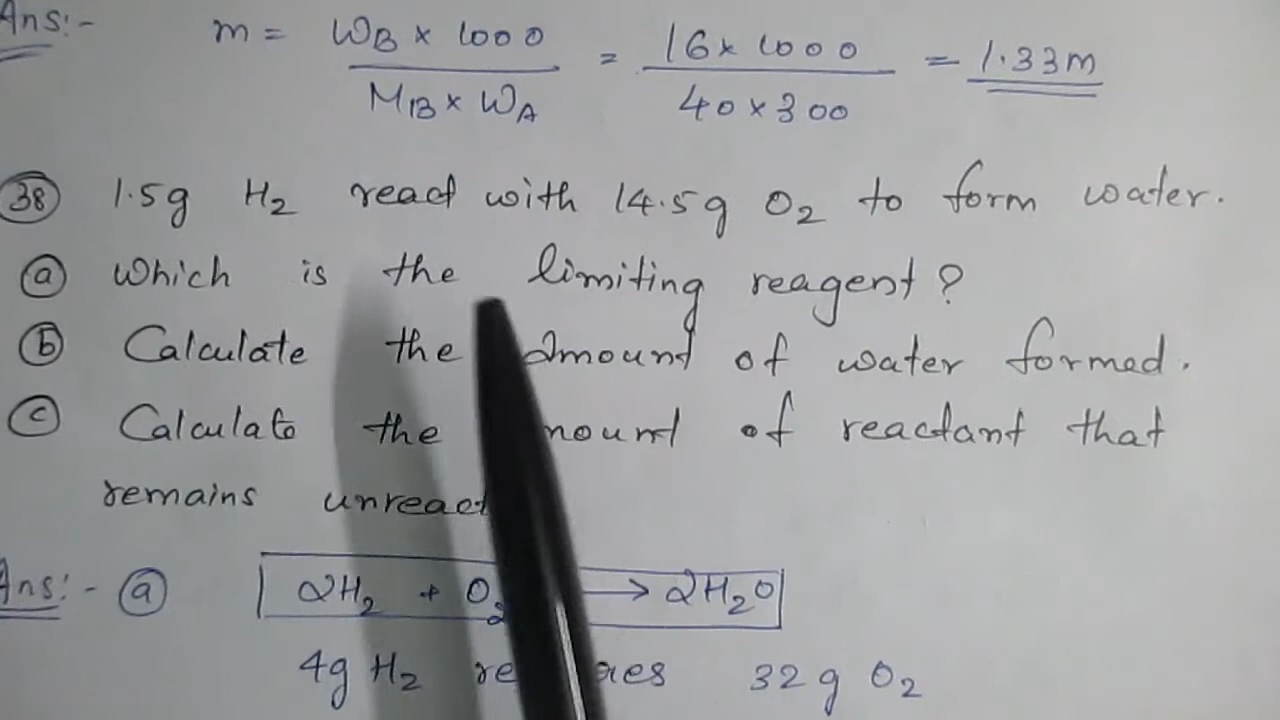 Ans:- m = WB x 1000 / MB x WA = 16 x 1000 / 40 x 300 = 1.33m
38 1.5g H2 react with 14.5g O2 to form water.
a which is the limiting reagent?
b Calculate the amount of water formed.
c Calculate the of reactant that
remains
Ans:- a 2H2 + O2 → 2H2O
4g H2 32g O2